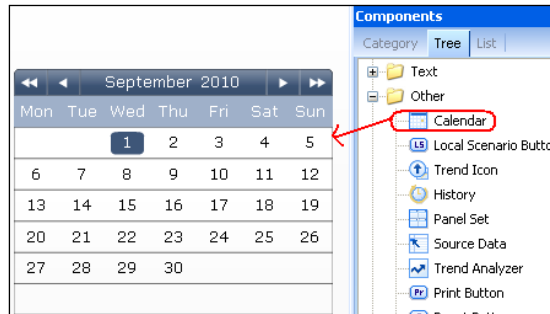 Components
Category Tree List
Text
Other
Calendar
Local Scenario Butto
Trend Icon
History
Panel Set
Source Data
Trend Analyzer
Print Button
September 2010
Mon Tue Wed Thu Fri Sat Sun
1 2 3 4 5
6 7 8 9 10 11 12
13 14 15 16 17 18 19
20 21 22 23 24 25 26
27 28 29 30